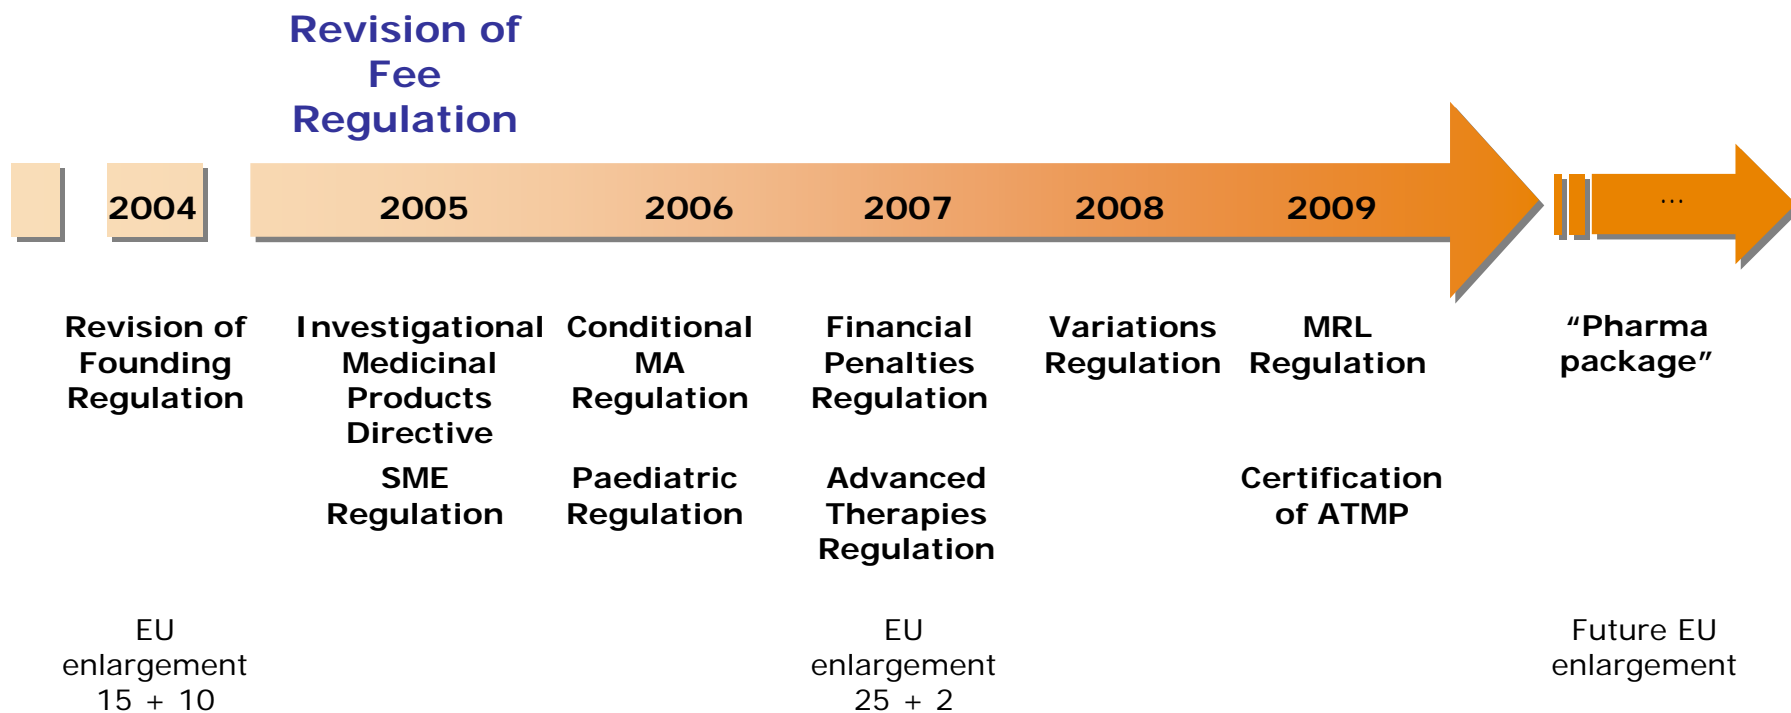 Revision of
Fee
Regulation
2004
2005
2006
2007
2008
2009
...
Revision of
Founding
Regulation
Investigational
Medicinal
Products
Directive
SME
Regulation
Conditional
MA
Regulation
Paediatric
Regulation
Financial
Penalties
Regulation
Advanced
Therapies
Regulation
Variations
Regulation
MRL
Regulation
Certification
of ATMP
“Pharma
package”
EU
enlargement
15 + 10
EU
enlargement
25 + 2
Future EU
enlargement